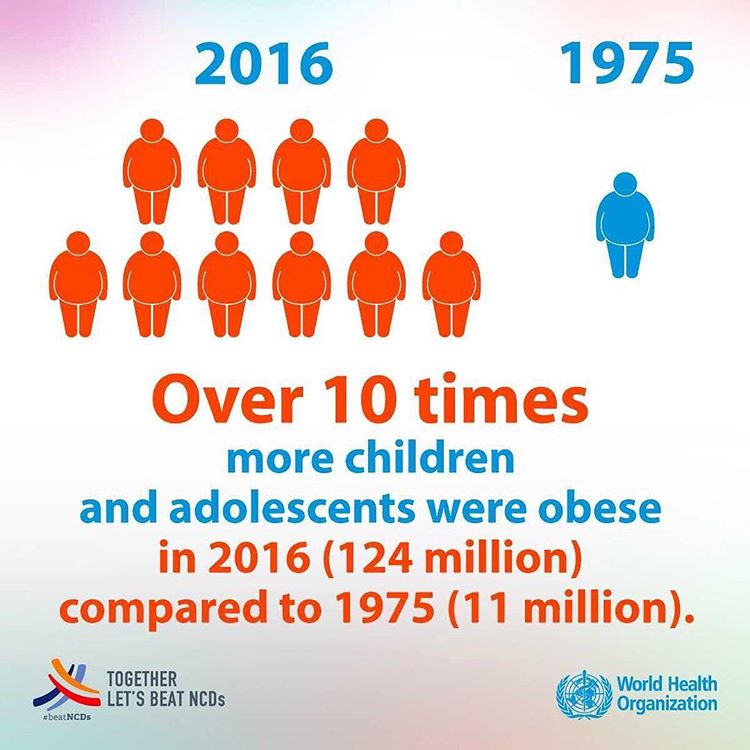 2016 1975
Over 10 times
more children
and adolescents were obese
in 2016 (124 million)
compared to 1975 (11 million).
TOGETHER
LET'S BEAT NCDs
#beatNCDs
World Health
Organization